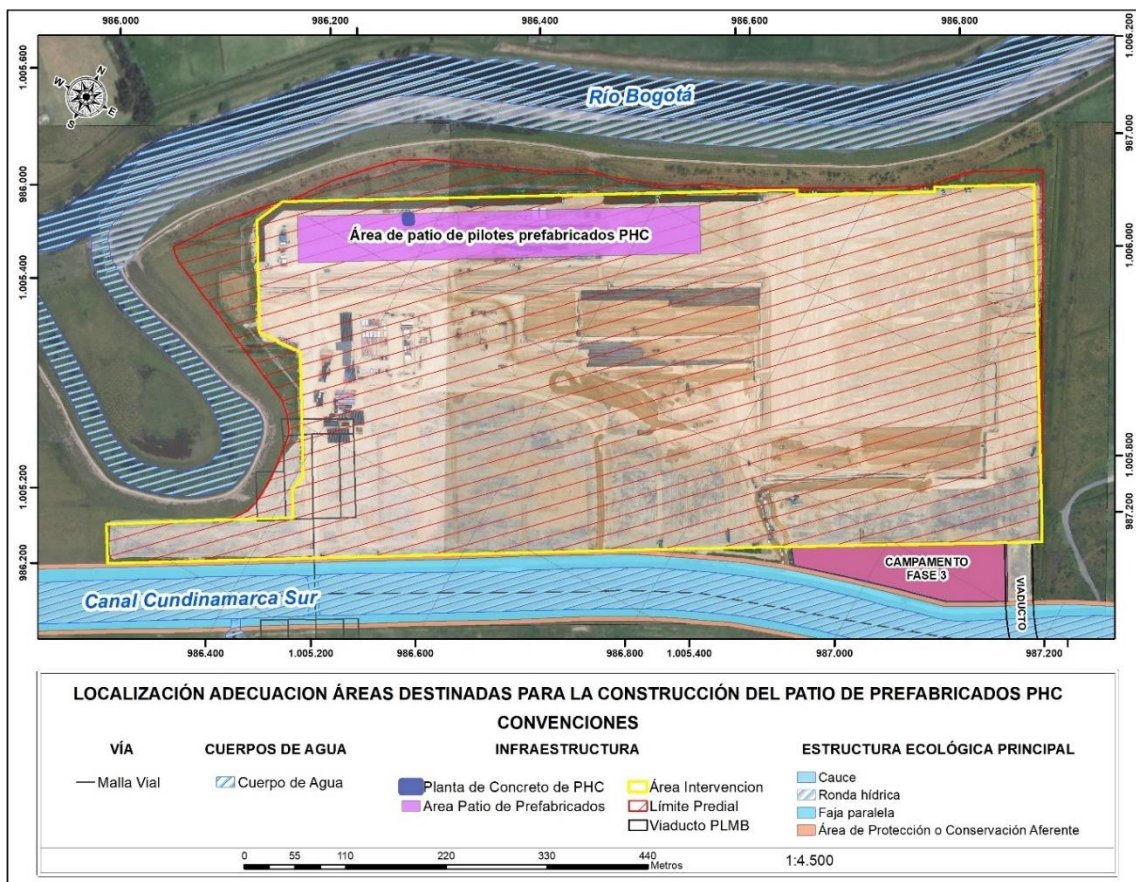 986.000 986.200 986.400 986.600 986.800
1.005.600
1.006.200
N
W
E
S
Río Bogotá
987.000
986.000
Área de patio de pilotes prefabricados PHC
1.006.000
1.005.400
1.005.800
1.005.200
987.200
986.200
CAMPAMENTO
FASE 3
VIADUCTO
Canal Cundinamarca Sur
986.400 1.005.200 986.600 986.800 1.005.400 987.000 987.200
LOCALIZACIÓN ADECUACION ÁREAS DESTINADAS PARA LA CONSTRUCCIÓN DEL PATIO DE PREFABRICADOS PHC
CONVENCIONES
VÍA
Malla Vial
CUERPOS DE AGUA
Cuerpo de Agua
INFRAESTRUCTURA
Planta de Concreto de PHC
Area Patio de Prefabricados
Área Intervencion
Límite Predial
Viaducto PLMB
ESTRUCTURA ECOLÓGICA PRINCIPAL
Cauce
Ronda hídrica
Faja paralela
Área de Protección o Conservación Aferente
0 55 110 220 330 440
Metros
1:4.500